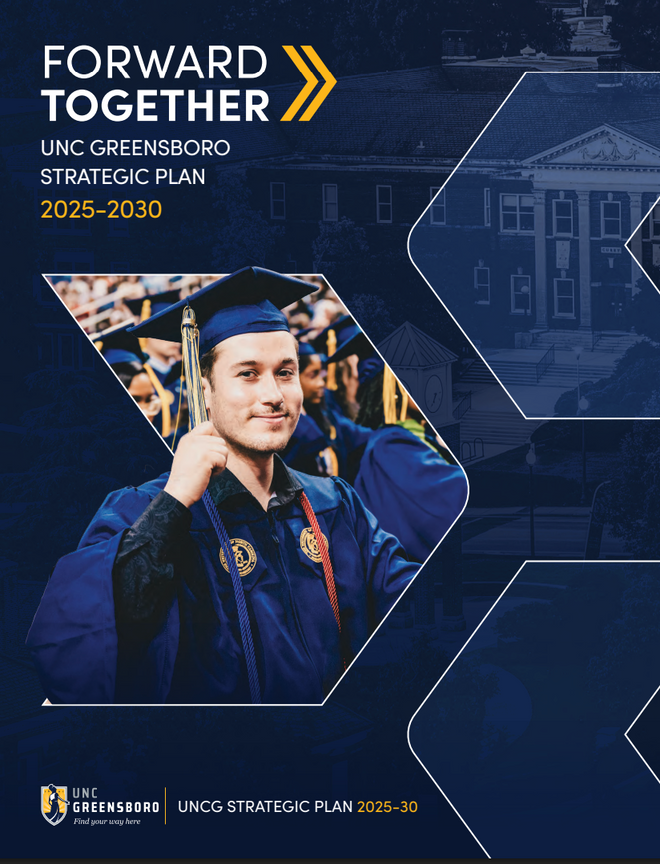 FORWARD
TOGETHER
UNC GREENSBORO
STRATEGIC PLAN
2025–2030
UNC
GREENSBORO
Find your way here
UNCG STRATEGIC PLAN 2025–30